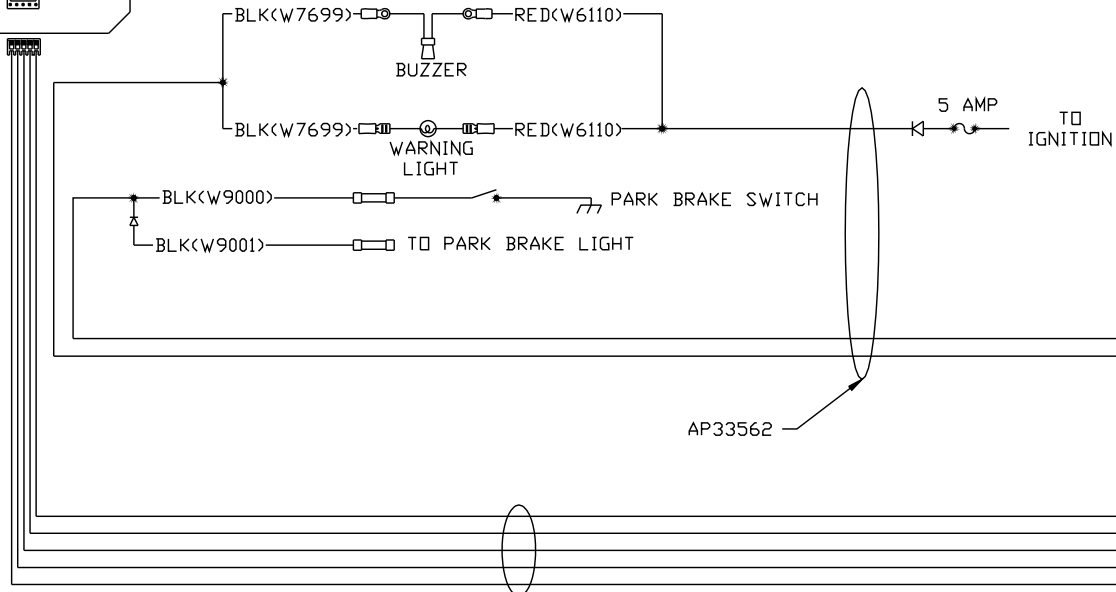 BLK(W7699)
RED(W6110)
BUZZER
5 AMP
TO
IGNITION
BLK(W7699)
RED(W6110)
WARNING
LIGHT
BLK(W9000)
PARK BRAKE SWITCH
BLK(W9001)
TO PARK BRAKE LIGHT
AP33562